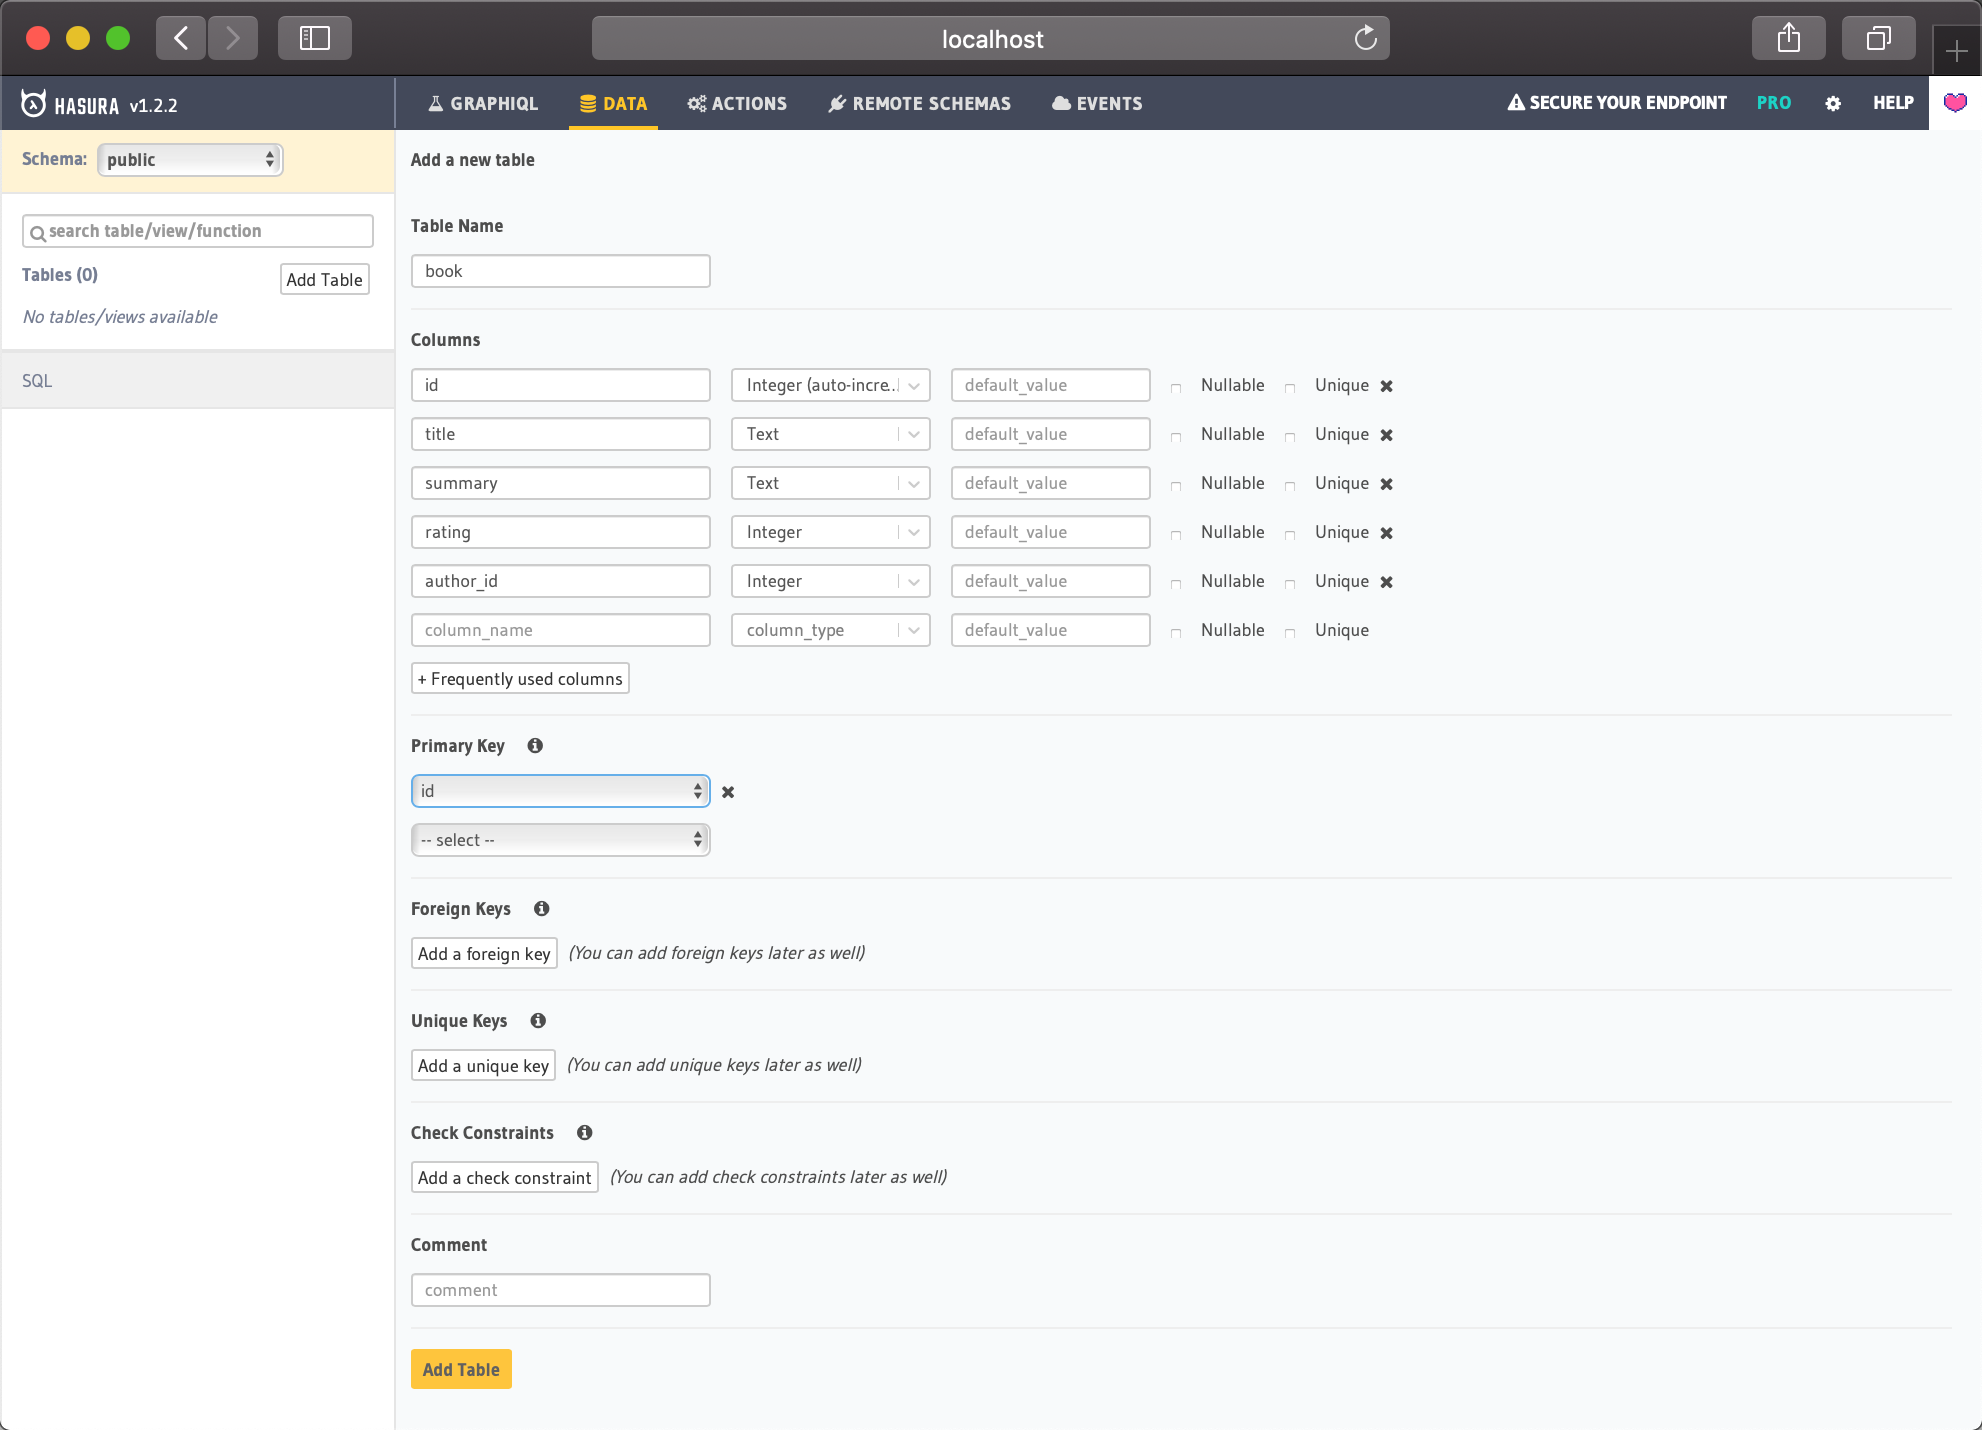 localhost
HASURA v1.2.2
GRAPHIQL DATA ACTIONS REMOTE SCHEMAS EVENTS SECURE YOUR ENDPOINT PRO HELP
Schema: public
search table/view/function
Tables (0) Add Table
No tables/views available
SQL
Add a new table
Table Name
book
Columns
id Integer (auto-incre... default_value Nullable Unique
title Text default_value Nullable Unique
summary Text default_value Nullable Unique
rating Integer default_value Nullable Unique
author_id Integer default_value Nullable Unique
column_name column_type default_value Nullable Unique
+ Frequently used columns
Primary Key
id
-- select --
Foreign Keys
Add a foreign key (You can add foreign keys later as well)
Unique Keys
Add a unique key (You can add unique keys later as well)
Check Constraints
Add a check constraint (You can add check constraints later as well)
Comment
comment
Add Table